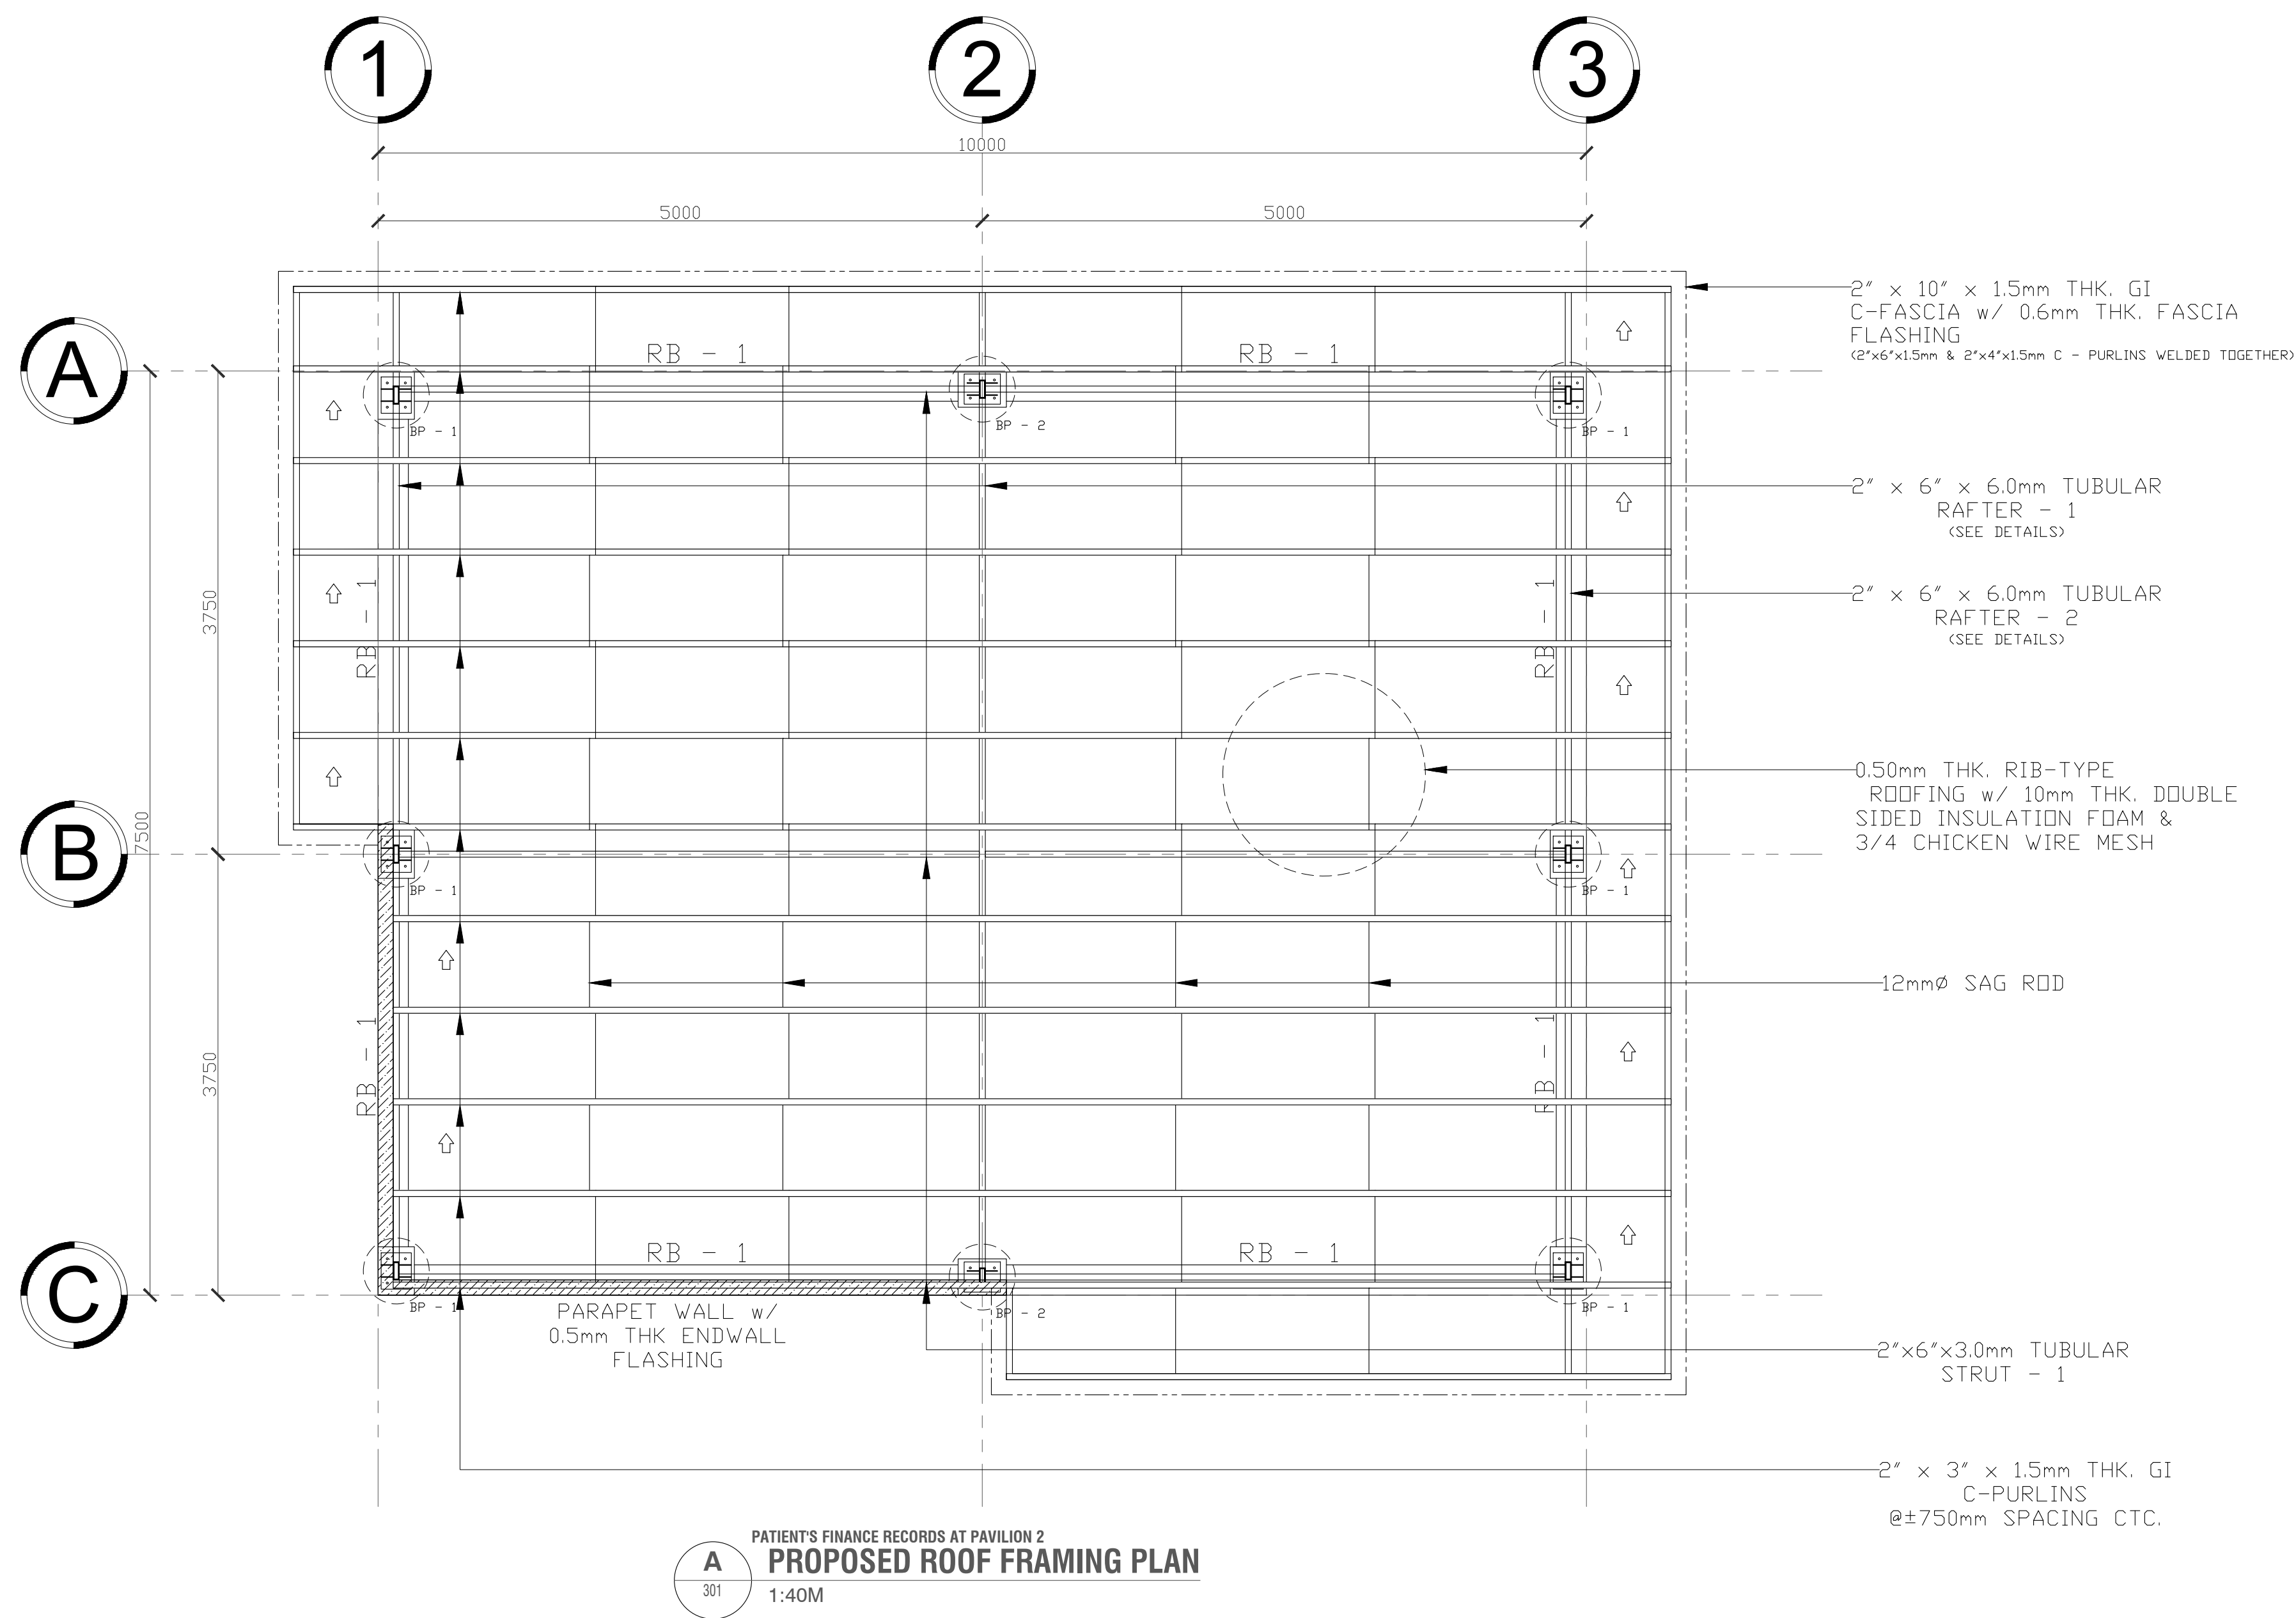 1
2
3
10000
5000
5000
2" x 10" x 1.5mm THK. GI
C-FASCIA w/ 0.6mm THK. FASCIA
FLASHING
(2"x6"x1.5mm & 2"x4"x1.5mm C - PURLINS WELDED TOGETHER)
RB - 1
RB - 1
A
BP - 1
BP - 2
BP - 1
2" x 6" x 6.0mm TUBULAR
RAFTER - 1
(SEE DETAILS)
3750
RB - 1
RB - 1
2" x 6" x 6.0mm TUBULAR
RAFTER - 2
(SEE DETAILS)
0.50mm THK. RIB-TYPE
ROOFING w/ 10mm THK. DOUBLE
SIDED INSULATION FOAM &
3/4 CHICKEN WIRE MESH
7500
B
BP - 1
BP - 1
12mmØ SAG ROD
3750
RB - 1
RB - 1
RB - 1
RB - 1
C
BP - 1
BP - 2
BP - 1
PARAPET WALL w/
0.5mm THK ENDWALL
FLASHING
2"x6"x3.0mm TUBULAR
STRUT - 1
2" x 3" x 1.5mm THK. GI
C-PURLINS
@±750mm SPACING CTC.
PATIENT'S FINANCE RECORDS AT PAVILION 2
A
PROPOSED ROOF FRAMING PLAN
301
1:40M